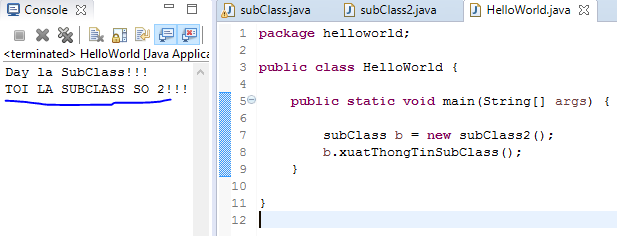 Console
<terminated> HelloWorld [Java Applica
Day la SubClass!!!
TOI LA SUBCLASS SO 2!!!
subClass.java
subClass2.java
HelloWorld.java
1 package helloworld;
2
3 public class HelloWorld {
4
5 public static void main(String[] args) {
6
7 subClass b = new subClass2();
8 b.xuatThongTinSubClass();
9 }
10
11 }
12